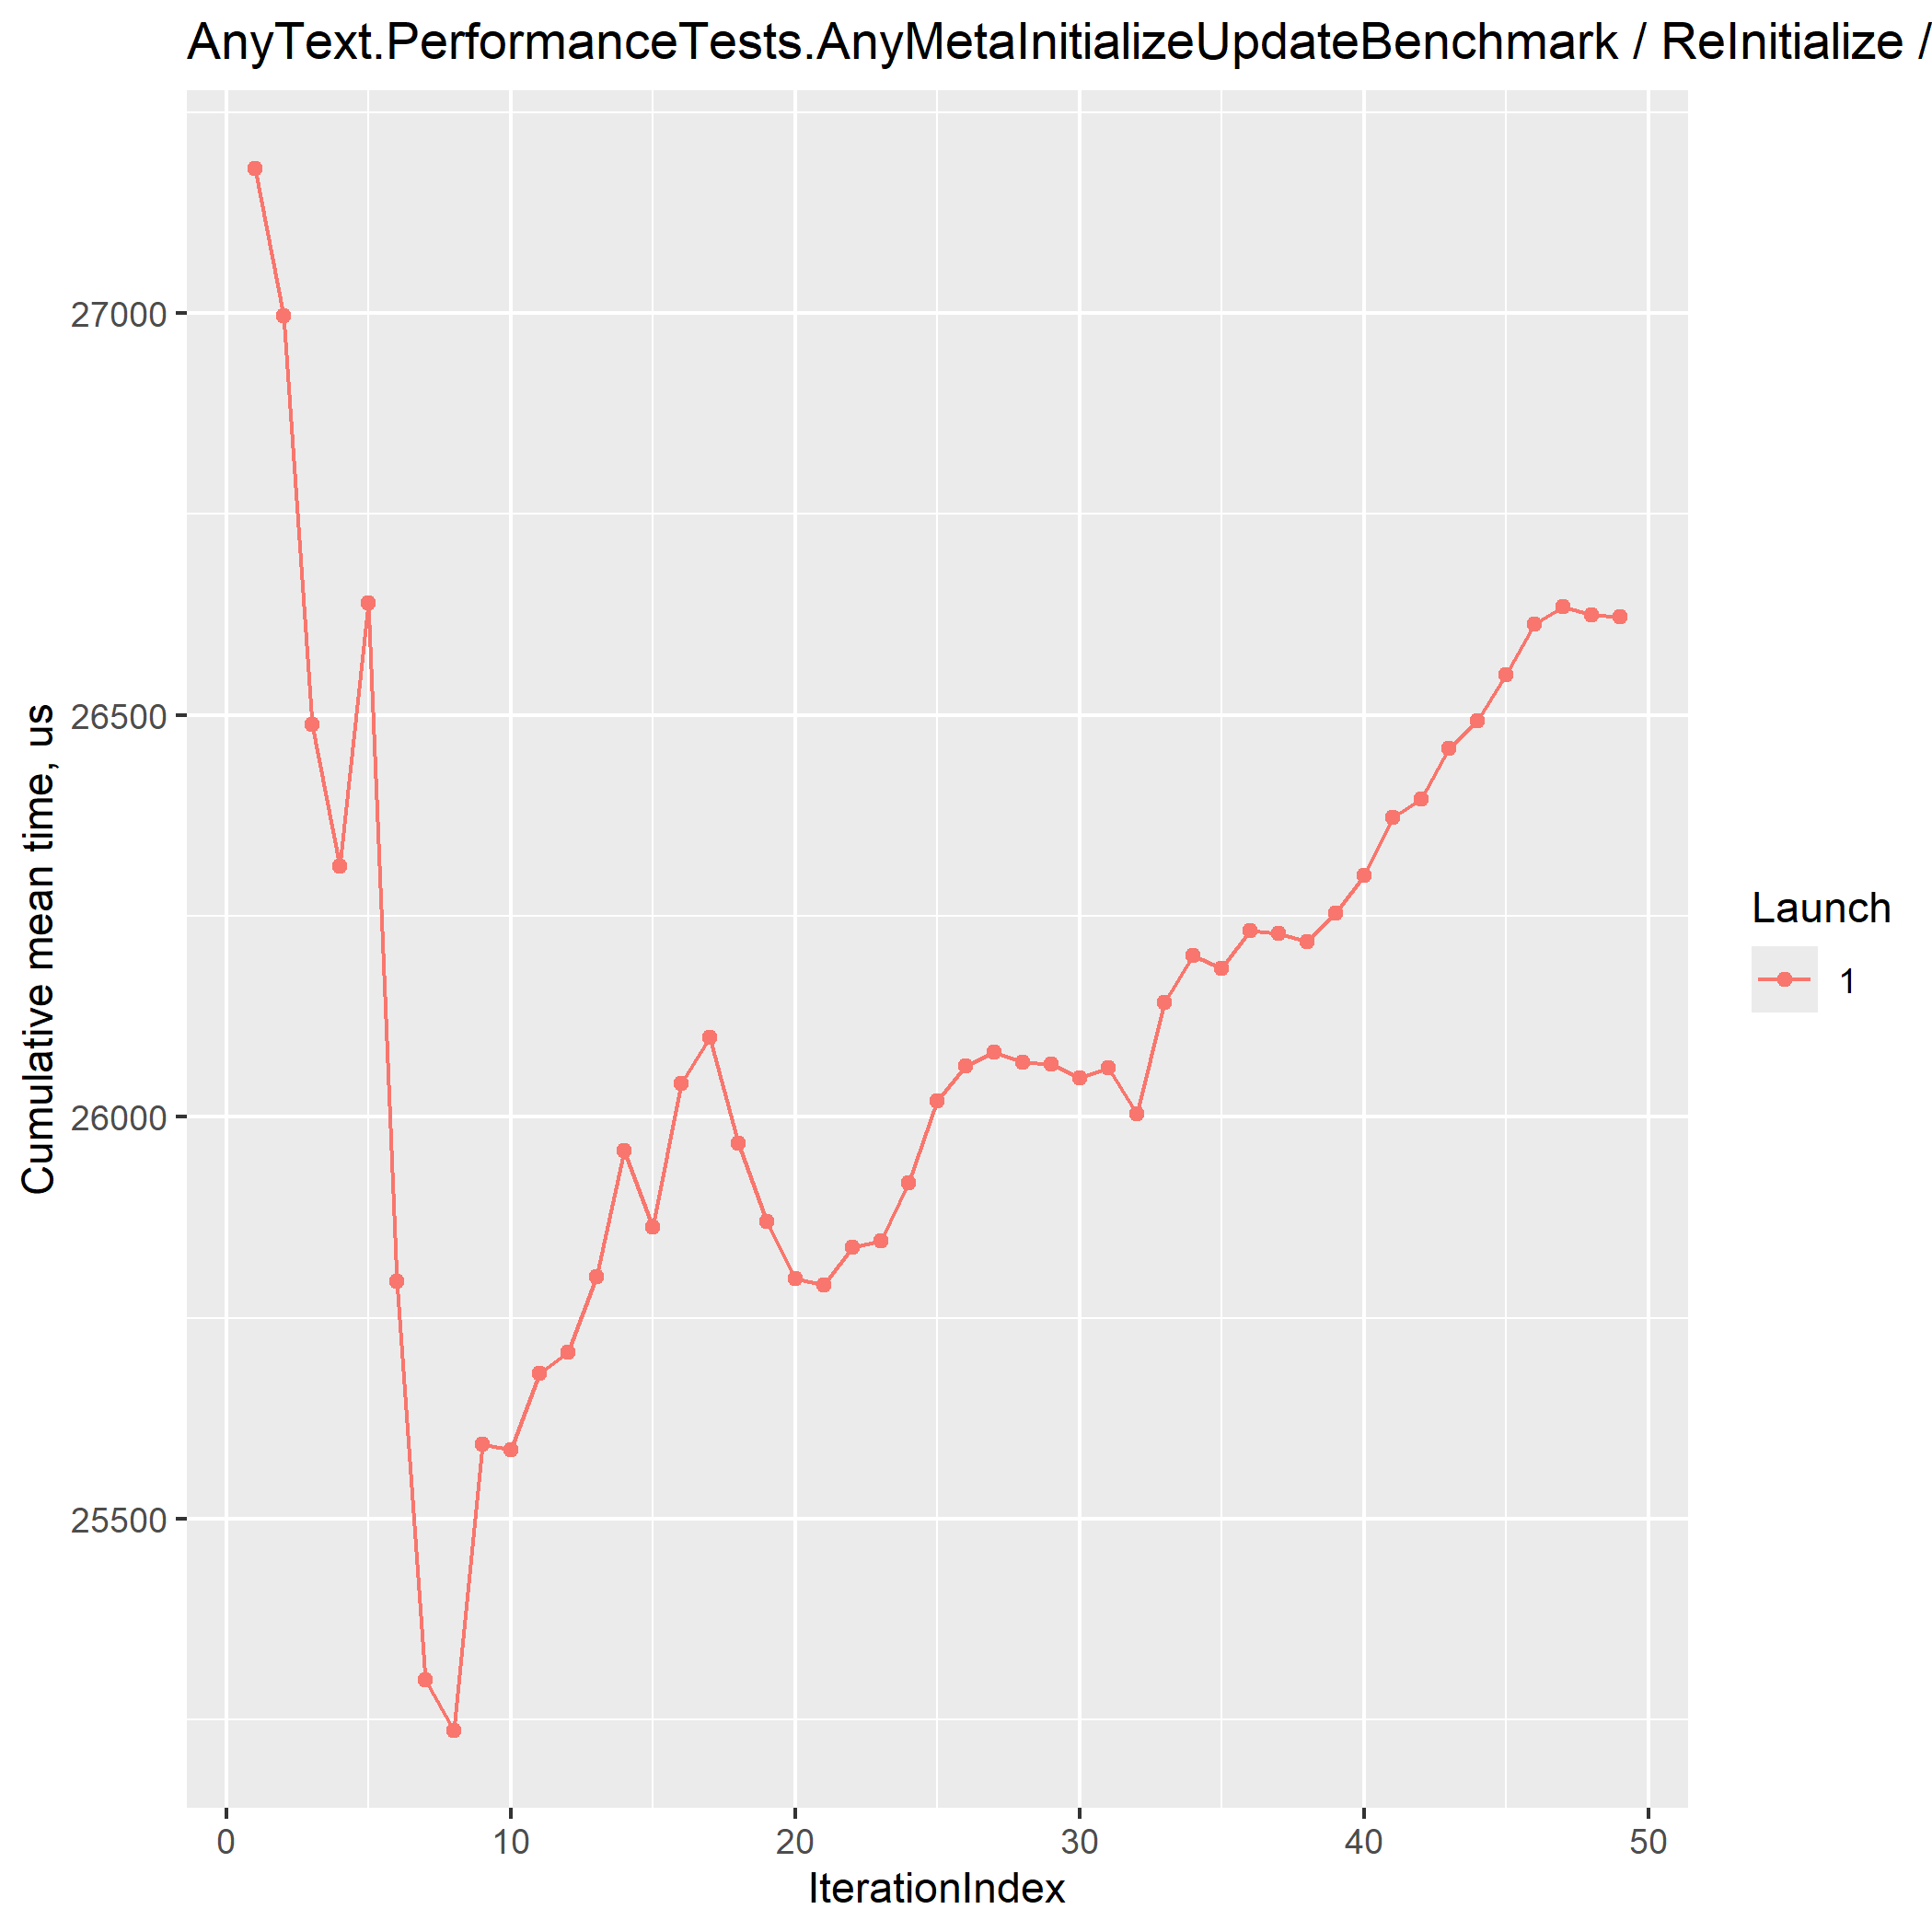 AnyText.PerformanceTests.AnyMetaInitializeUpdateBenchmark / ReInitialize /
Cumulative mean time, us
27000
26500
26000
25500
0 10 20 30 40 50
IterationIndex
Launch
1